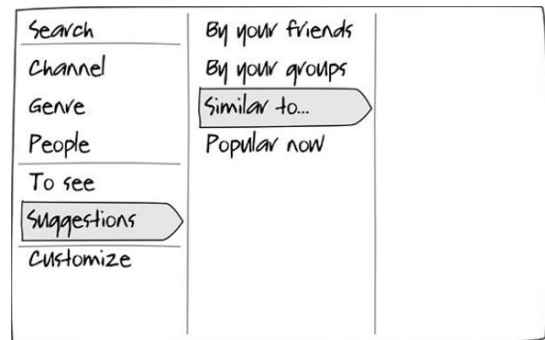 Search
Channel
Genre
People
To see
Suggestions
Customize
By your friends
By your groups
Similar to...
Popular now